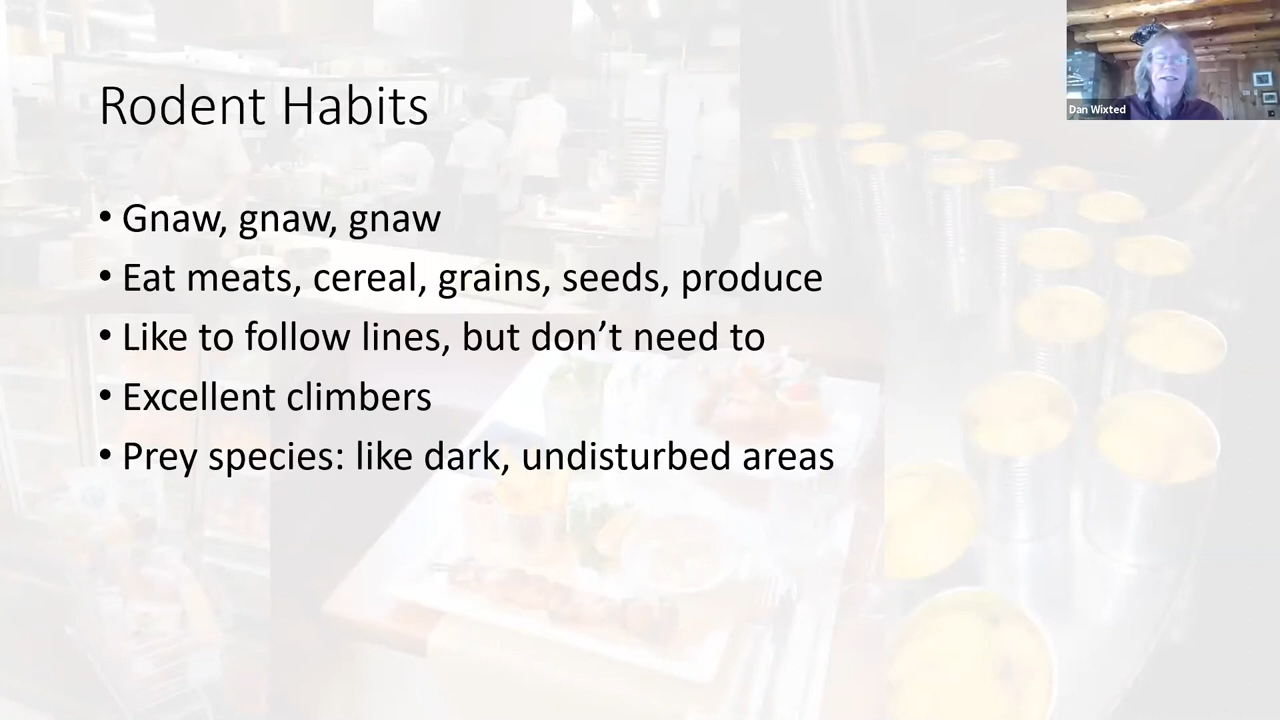 Rodent Habits
• Gnaw, gnaw, gnaw
• Eat meats, cereal, grains, seeds, produce
• Like to follow lines, but don’t need to
• Excellent climbers
• Prey species: like dark, undisturbed areas
Dan Wixted